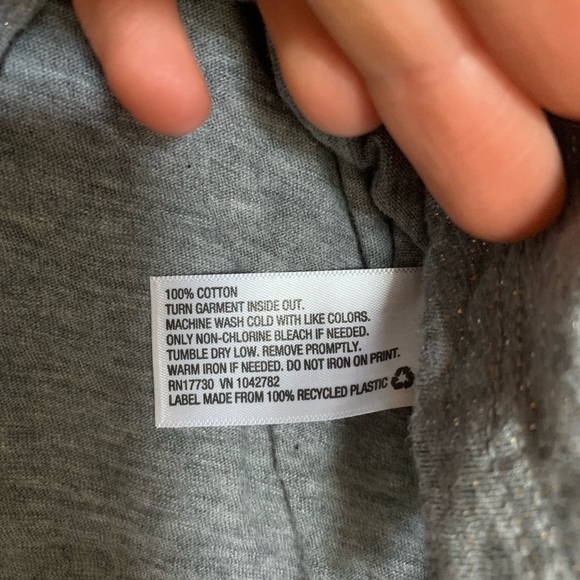 100% COTTON
TURN GARMENT INSIDE OUT.
MACHINE WASH COLD WITH LIKE COLORS.
ONLY NON-CHLORINE BLEACH IF NEEDED.
TUMBLE DRY LOW. REMOVE PROMPTLY.
WARM IRON IF NEEDED. DO NOT IRON ON PRINT.
RN17730 VN 1042782
LABEL MADE FROM 100% RECYCLED PLASTIC